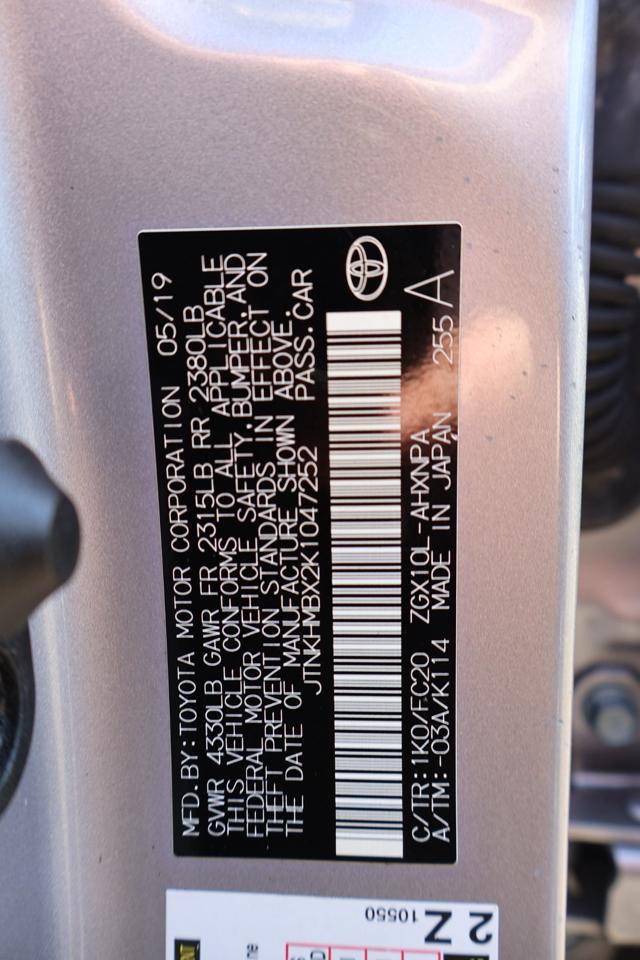 MFD. BY: TOYOTA MOTOR CORPORATION 05/19
GVWR 4330LB GAWR FR 2315LB RR 2380LB
THIS VEHICLE CONFORMS TO ALL APPLICABLE
FEDERAL MOTOR VEHICLE SAFETY, BUMPER, AND
THEFT PREVENTION STANDARDS IN EFFECT ON
THE DATE OF MANUFACTURE SHOWN ABOVE.
JTNKHMBX2K1047252 PASS. CAR
C/TR: 1K0/FC20 ZGX10L-AHXNPA
A/TM: -03A/K114 MADE IN JAPAN 255 A
10550
2 Z